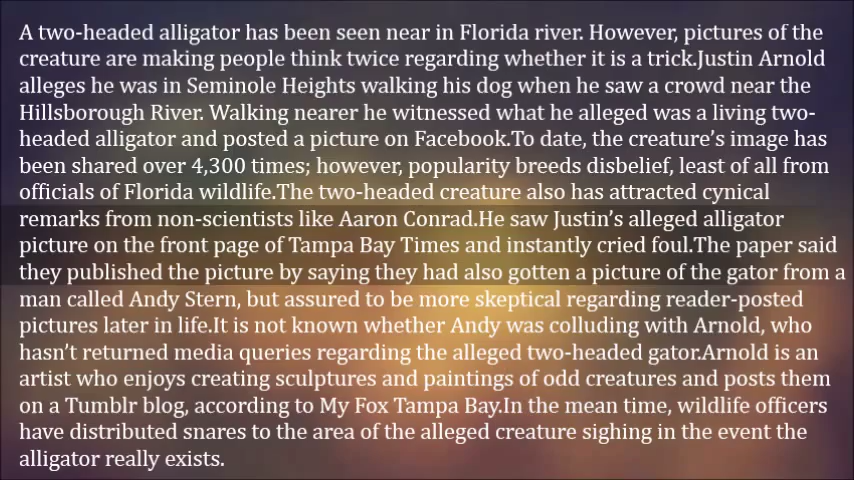 A two-headed alligator has been seen near in Florida river. However, pictures of the
creature are making people think twice regarding whether it is a trick.Justin Arnold
alleges he was in Seminole Heights walking his dog when he saw a crowd near the
Hillsborough River. Walking nearer he witnessed what he alleged was a living two-
headed alligator and posted a picture on Facebook.To date, the creature's image has
been shared over 4,300 times; however, popularity breeds disbelief, least of all from
officials of Florida wildlife.The two-headed creature also has attracted cynical
remarks from non-scientists like Aaron Conrad.He saw Justin's alleged alligator
picture on the front page of Tampa Bay Times and instantly cried foul.The paper said
they published the picture by saying they had also gotten a picture of the gator from a
man called Andy Stern, but assured to be more skeptical regarding reader-posted
pictures later in life.It is not known whether Andy was colluding with Arnold, who
hasn't returned media queries regarding the alleged two-headed gator.Arnold is an
artist who enjoys creating sculptures and paintings of odd creatures and posts them
on a Tumblr blog, according to My Fox Tampa Bay.In the mean time, wildlife officers
have distributed snares to the area of the alleged creature sighing in the event the
alligator really exists.